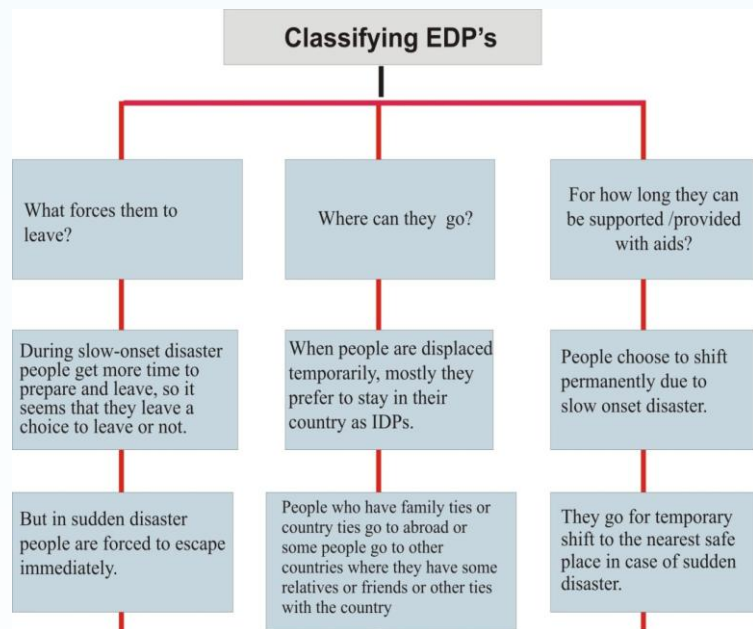 Classifying EDP's
What forces them to
leave?
Where can they go?
For how long they can
be supported /provided
with aids?
During slow-onset disaster
people get more time to
prepare and leave, so it
seems that they leave a
choice to leave or not.
When people are displaced
temporarily, mostly they
prefer to stay in their
country as IDPs.
People choose to shift
permanently due to
slow onset disaster.
But in sudden disaster
people are forced to escape
immediately.
People who have family ties or
country ties go to abroad or
some people go to other
countries where they have some
relatives or friends or other ties
with the country
They go for temporary
shift to the nearest safe
place in case of sudden
disaster.